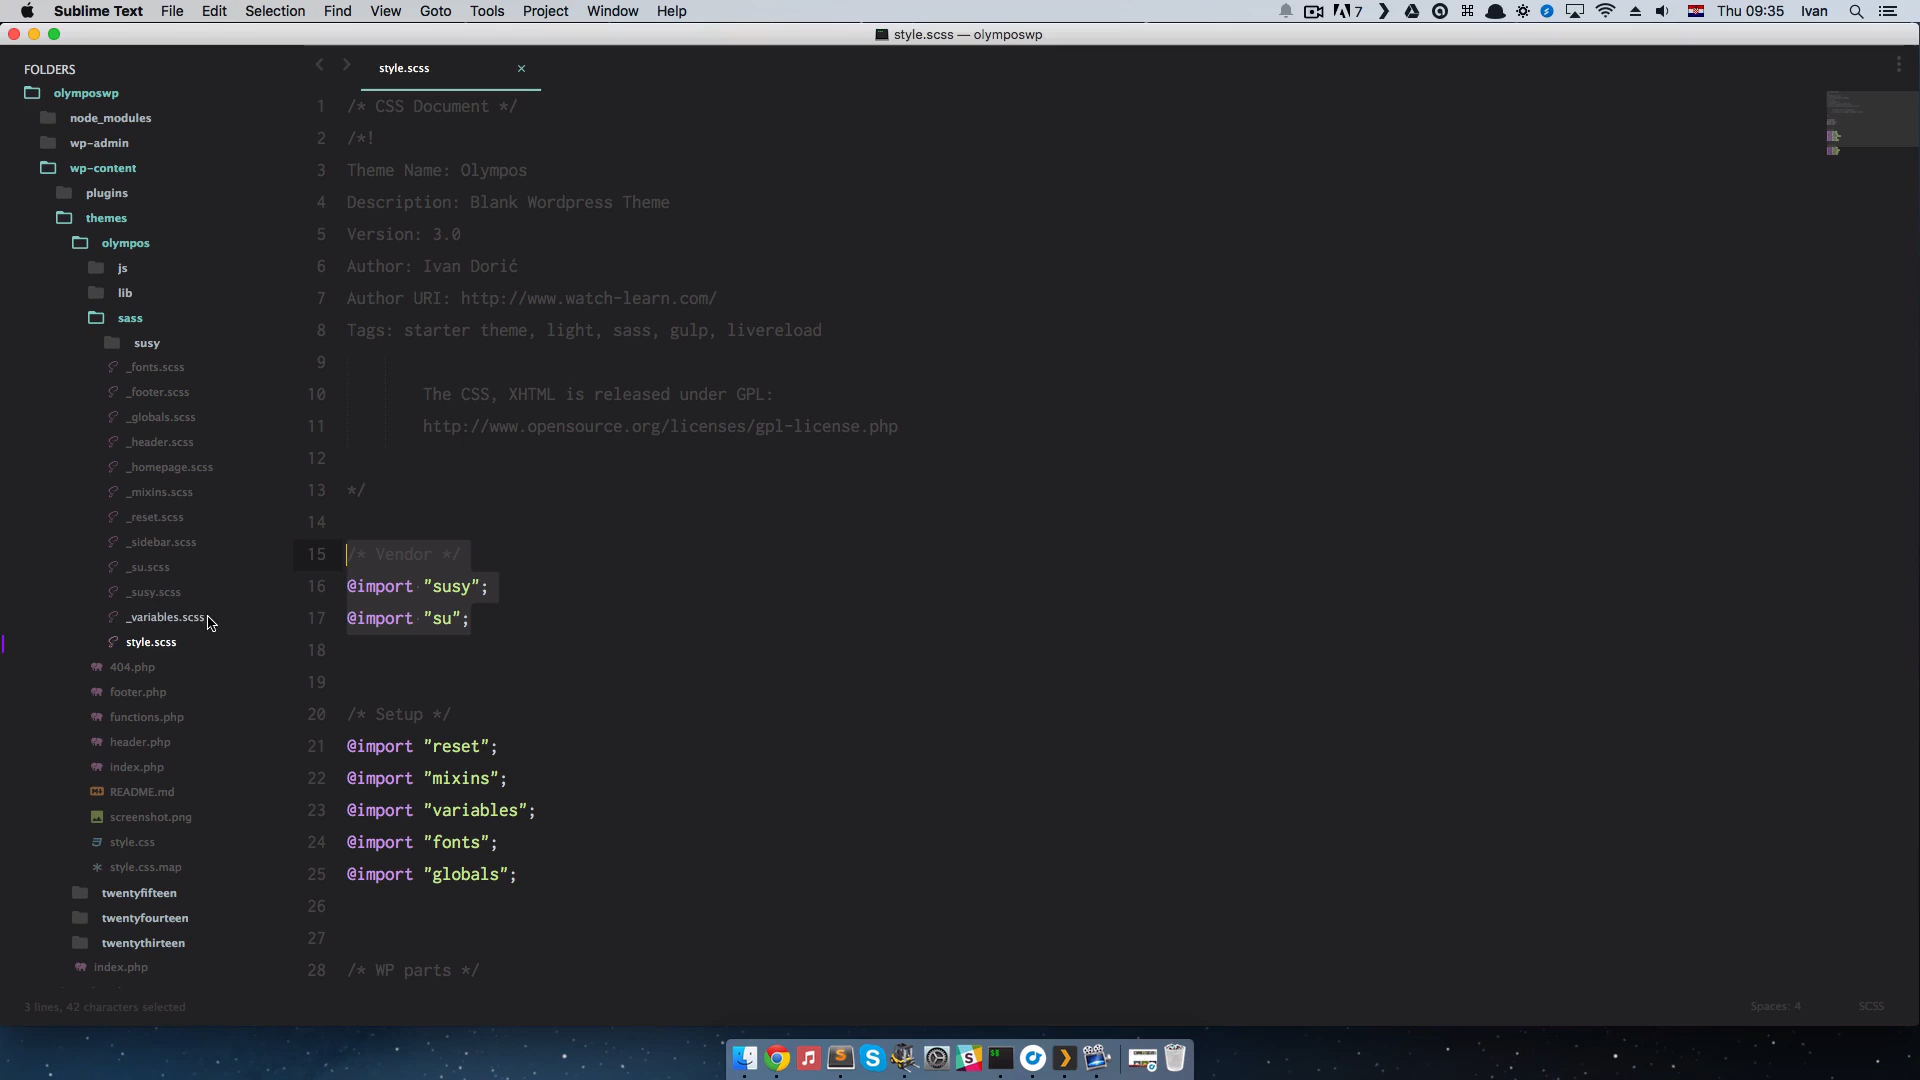 Sublime Text File Edit Selection Find View Goto Tools Project Window Help 7 Thu 09:35 Ivan
style.scss — olymposwp
FOLDERS
olymposwp
node_modules
wp-admin
wp-content
plugins
themes
olympos
js
lib
sass
susy
_fonts.scss
_footer.scss
_globals.scss
_header.scss
_homepage.scss
_mixins.scss
_reset.scss
_sidebar.scss
_su.scss
_susy.scss
_variables.scss
style.scss
404.php
footer.php
functions.php
header.php
index.php
README.md
screenshot.png
style.css
style.css.map
twentyfifteen
twentyfourteen
twentythirteen
index.php
style.scss ×
1 /* CSS Document */
2 /*!
3 Theme Name: Olympos
4 Description: Blank Wordpress Theme
5 Version: 3.0
6 Author: Ivan Dorić
7 Author URI: http://www.watch-learn.com/
8 Tags: starter theme, light, sass, gulp, livereload
9
10 The CSS, XHTML is released under GPL:
11 http://www.opensource.org/licenses/gpl-license.php
12
13 */
14
15 /* Vendor */
16 @import "susy";
17 @import "su";
18
19
20 /* Setup */
21 @import "reset";
22 @import "mixins";
23 @import "variables";
24 @import "fonts";
25 @import "globals";
26
27
28 /* WP parts */
3 lines, 42 characters selected
Spaces: 4 SCSS